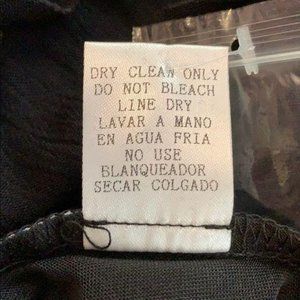 DRY CLEAN ONLY
DO NOT BLEACH
LINE DRY
LAVAR A MANO
EN AGUA FRIA
NO USE
BLANQUEADOR
SECAR COLGADO